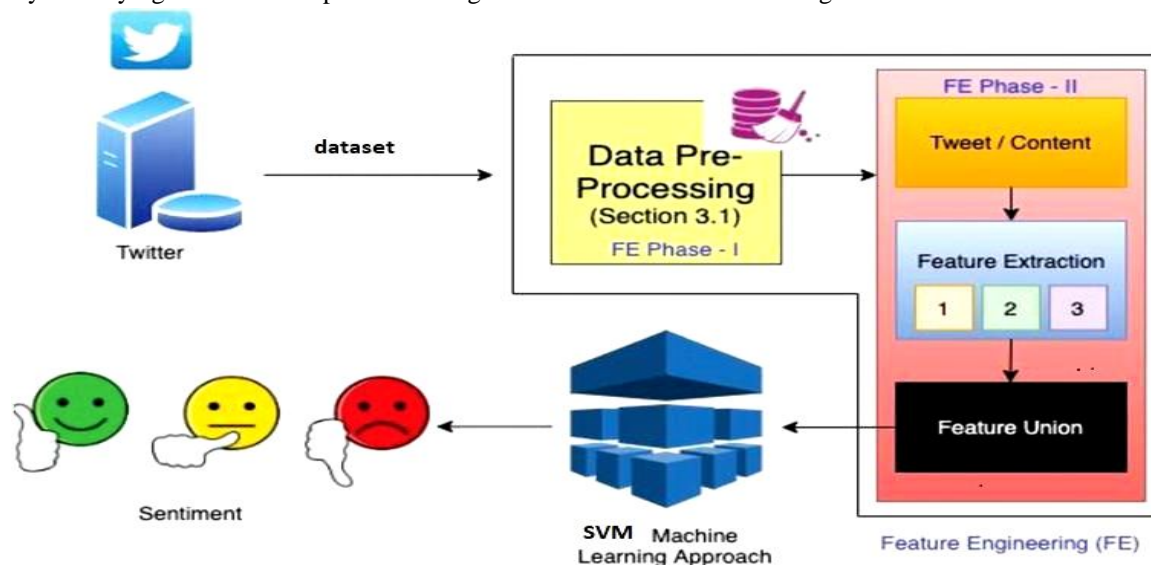 dataset
Twitter
Data Pre-
Processing
(Section 3.1)
FE Phase - I
FE Phase - II
Tweet / Content
Feature Extraction
1 2 3
Feature Union
Feature Engineering (FE)
SVM Machine
Learning Approach
Sentiment